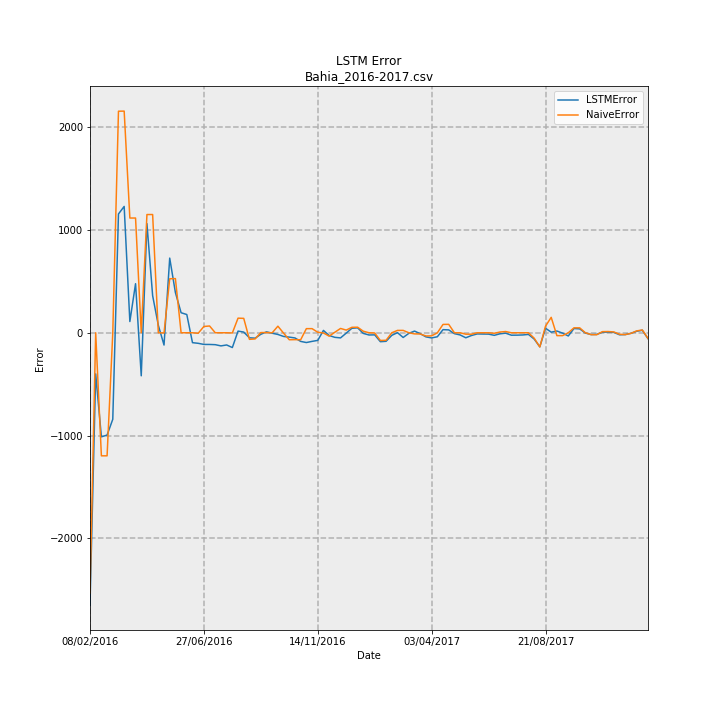 LSTM Error
Bahia_2016-2017.csv
LSTMError
NaiveError
2000
1000
0
−1000
−2000
Error
08/02/2016 27/06/2016 14/11/2016 03/04/2017 21/08/2017
Date